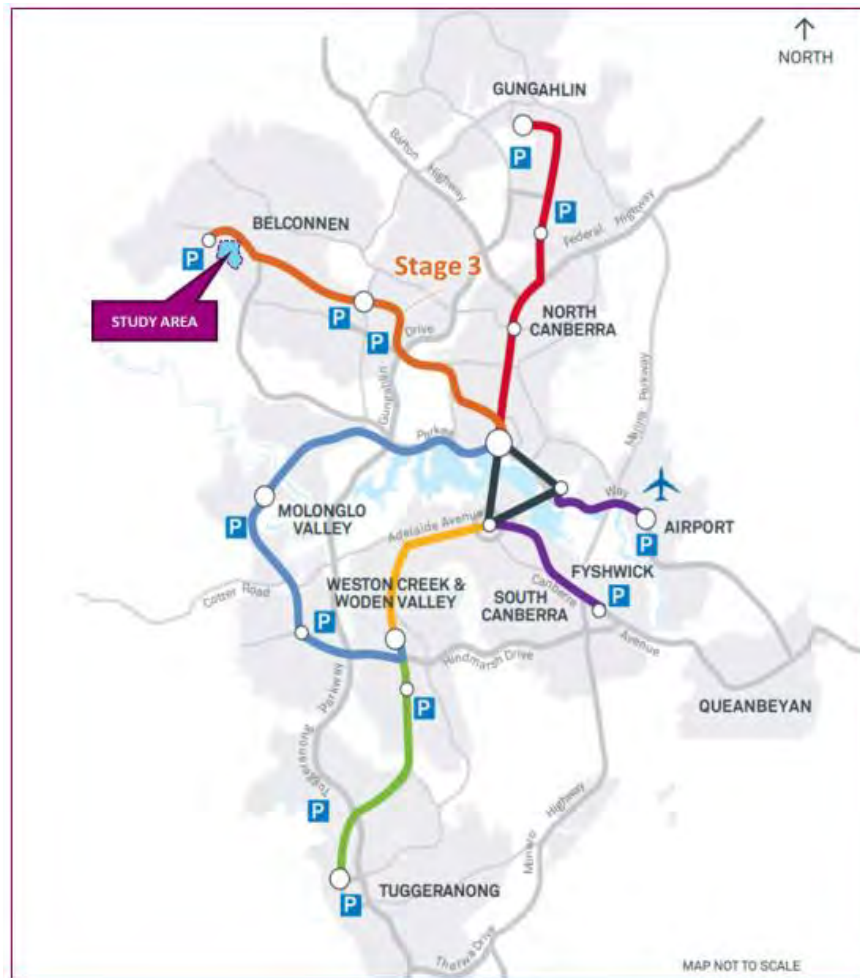 NORTH
GUNGAHLIN
P
Barton
Highway
P
Federal Highway
BELCONNEN
P
Stage 3
STUDY AREA
P
P
Drive
NORTH
CANBERRA
Gungahlin
Majura Parkway
Parkes
Way
MOLONGLO
VALLEY
P
AIRPORT
P
Adelaide Avenue
FYSHWICK
P
Cotter Road
WESTON CREEK &
WODEN VALLEY
SOUTH
CANBERRA
Canberra
Avenue
P
Hindmarsh Drive
P
QUEANBEYAN
Tuggeranong Parkway
P
Monaro Highway
TUGGERANONG
P
Tharwa Drive
MAP NOT TO SCALE